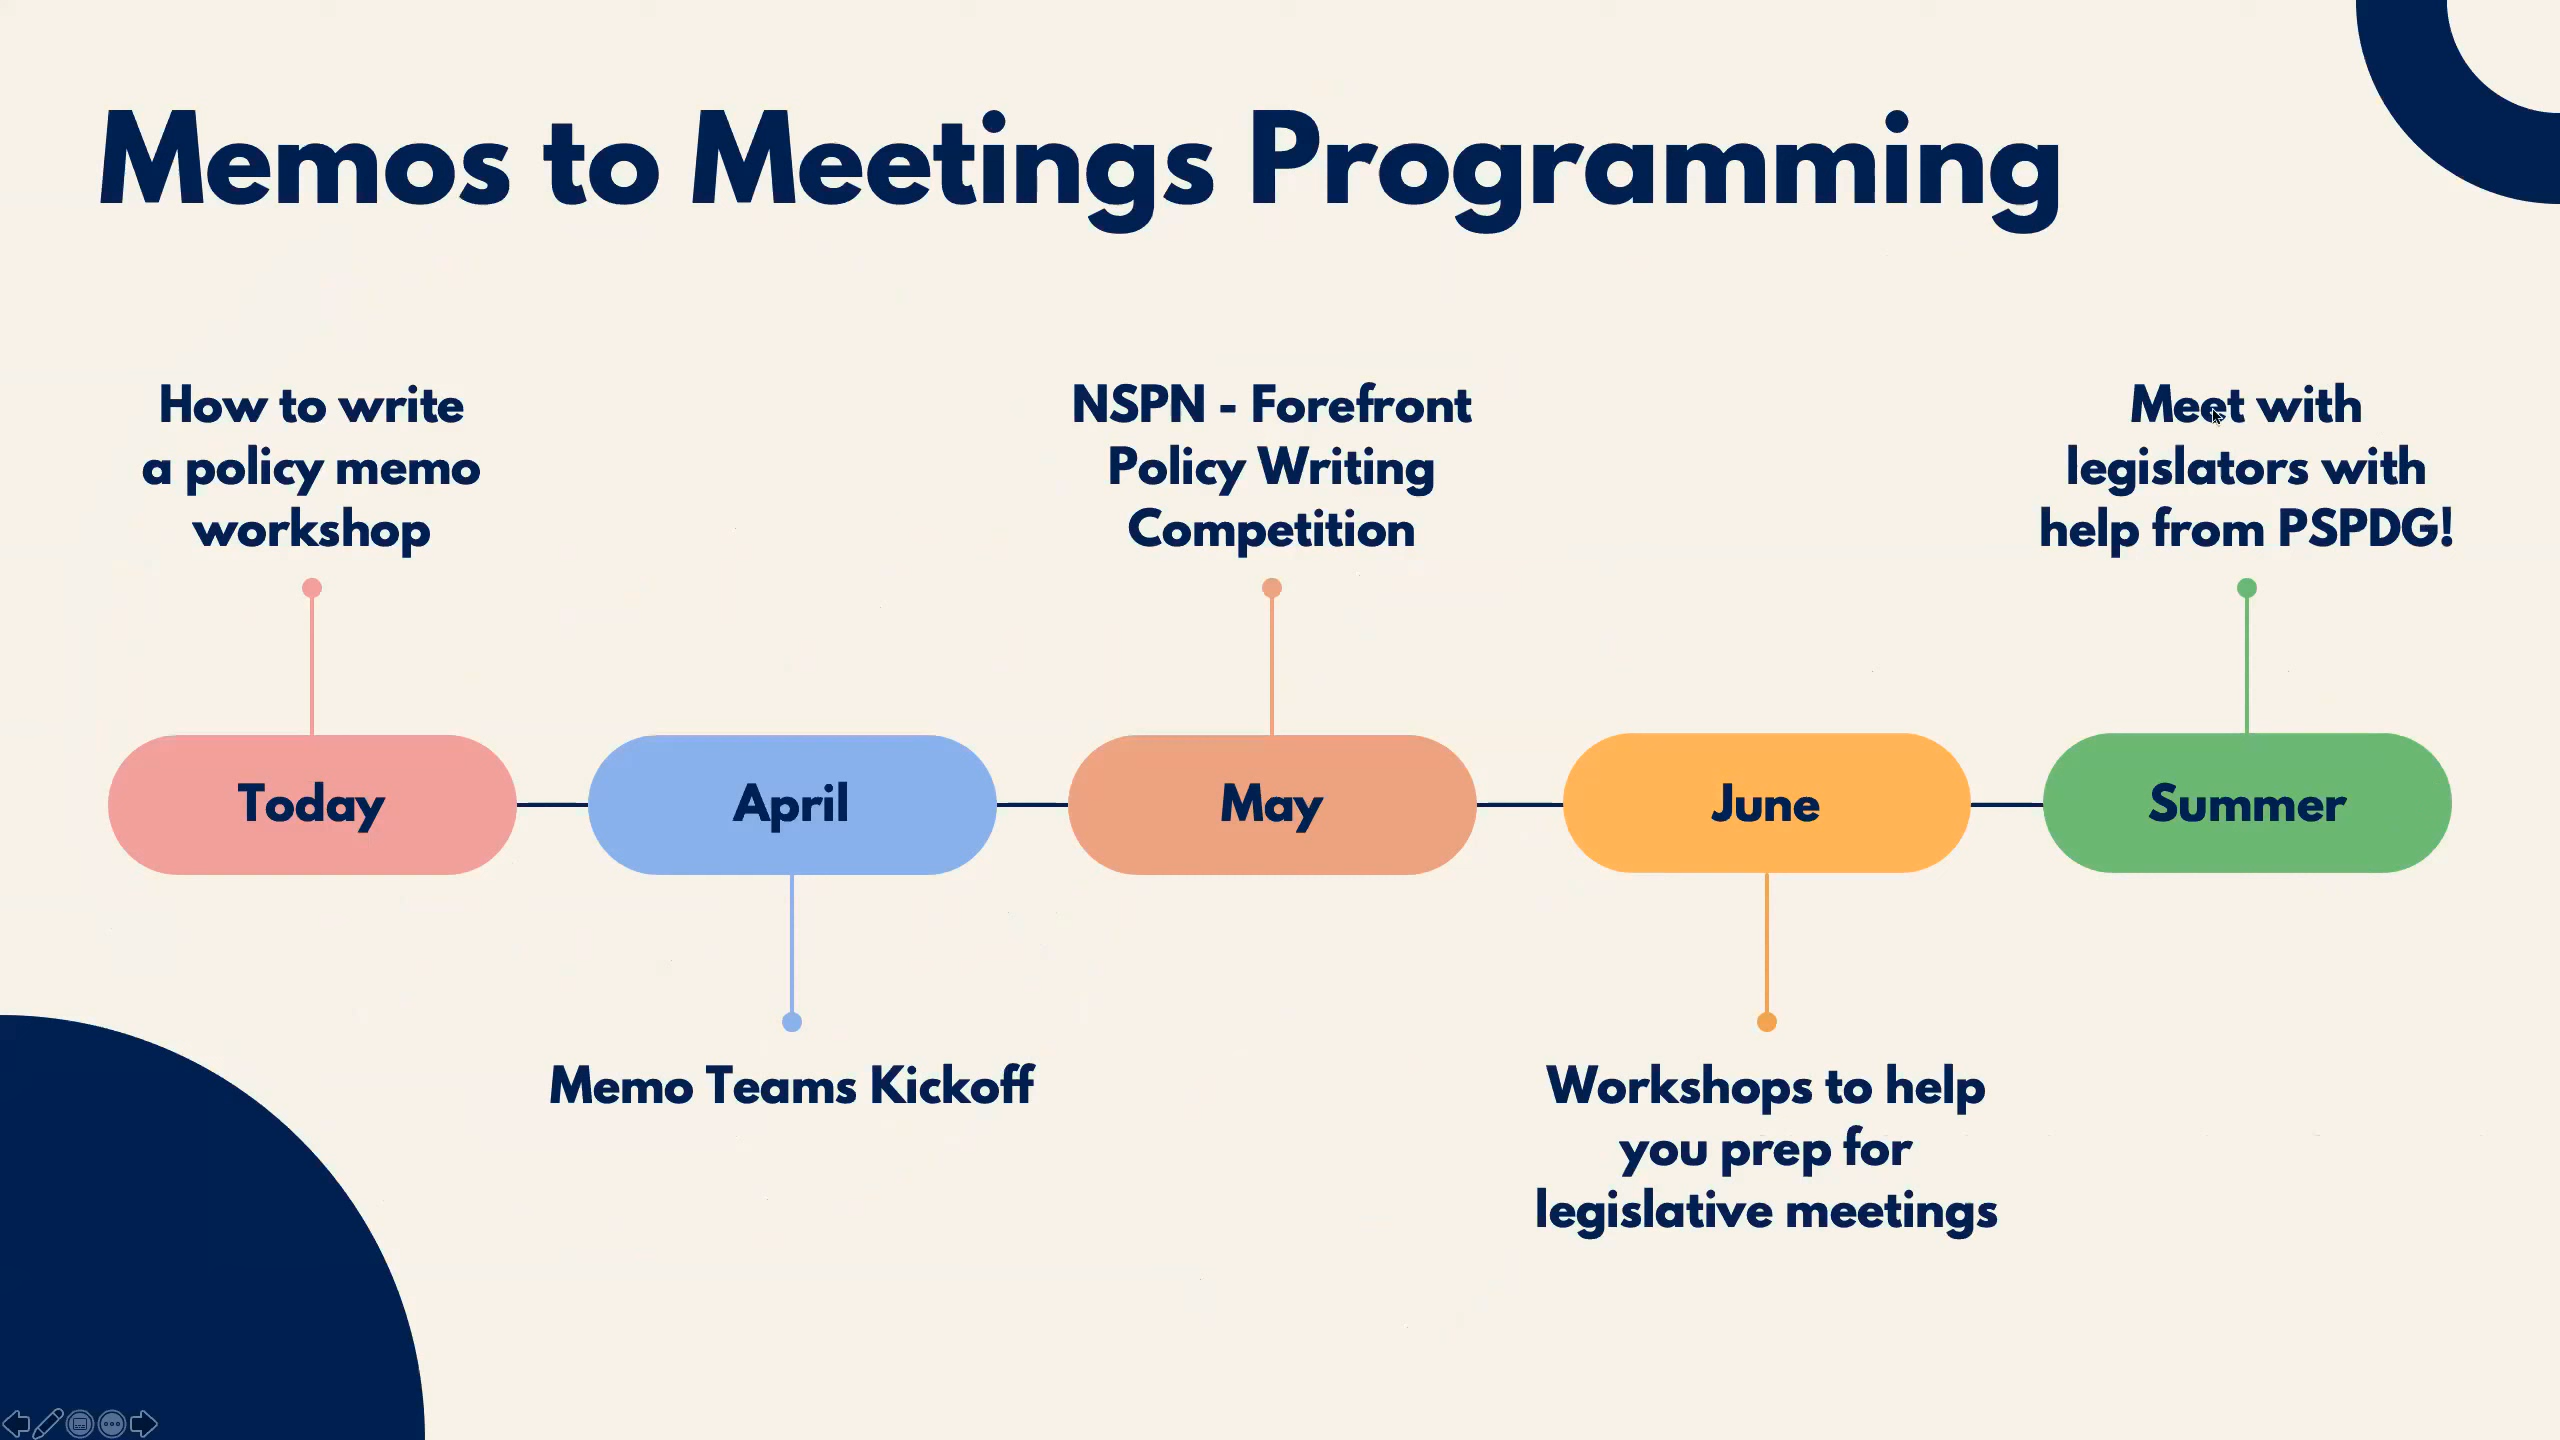 Memos to Meetings Programming
How to write
a policy memo
workshop
NSPN - Forefront
Policy Writing
Competition
Meet with
legislators with
help from PSPDG!
Today
April
May
June
Summer
Memo Teams Kickoff
Workshops to help
you prep for
legislative meetings